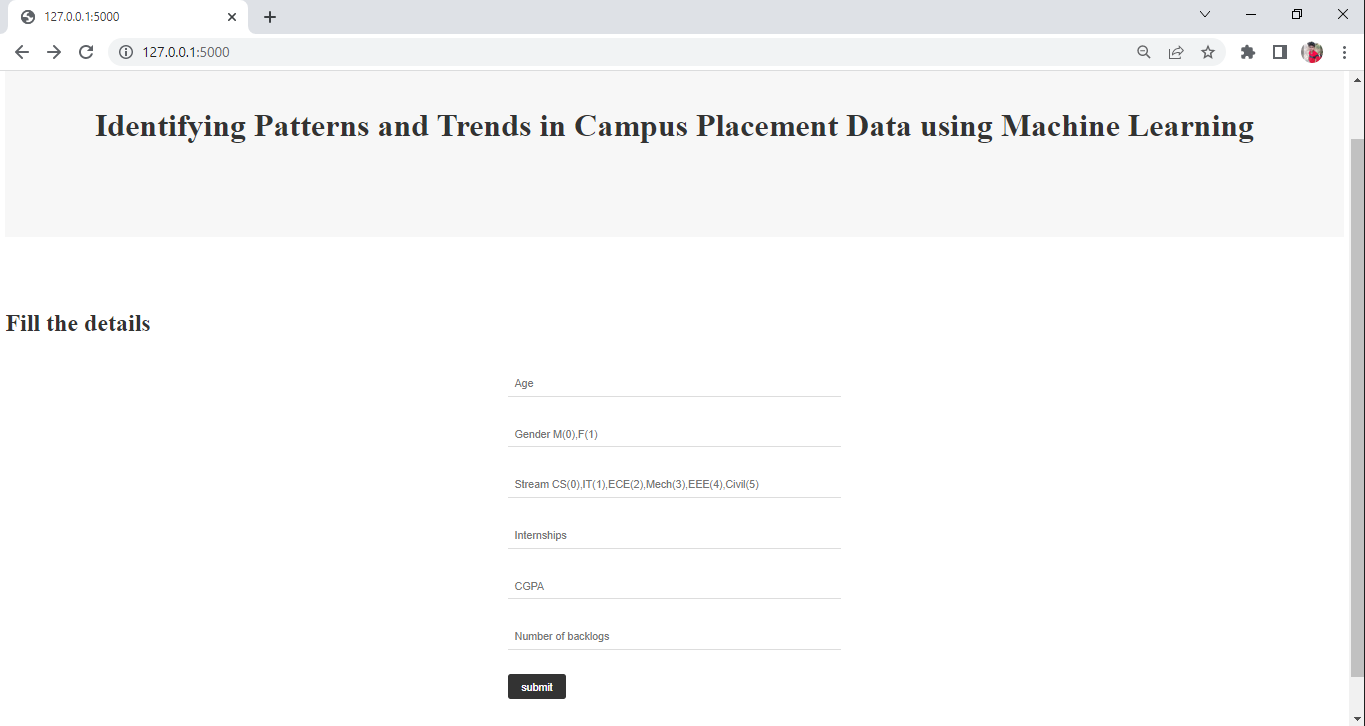 127.0.0.1:5000
127.0.0.1:5000
Identifying Patterns and Trends in Campus Placement Data using Machine Learning
Fill the details
Age
Gender M(0),F(1)
Stream CS(0),IT(1),ECE(2),Mech(3),EEE(4),Civil(5)
Internships
CGPA
Number of backlogs
submit